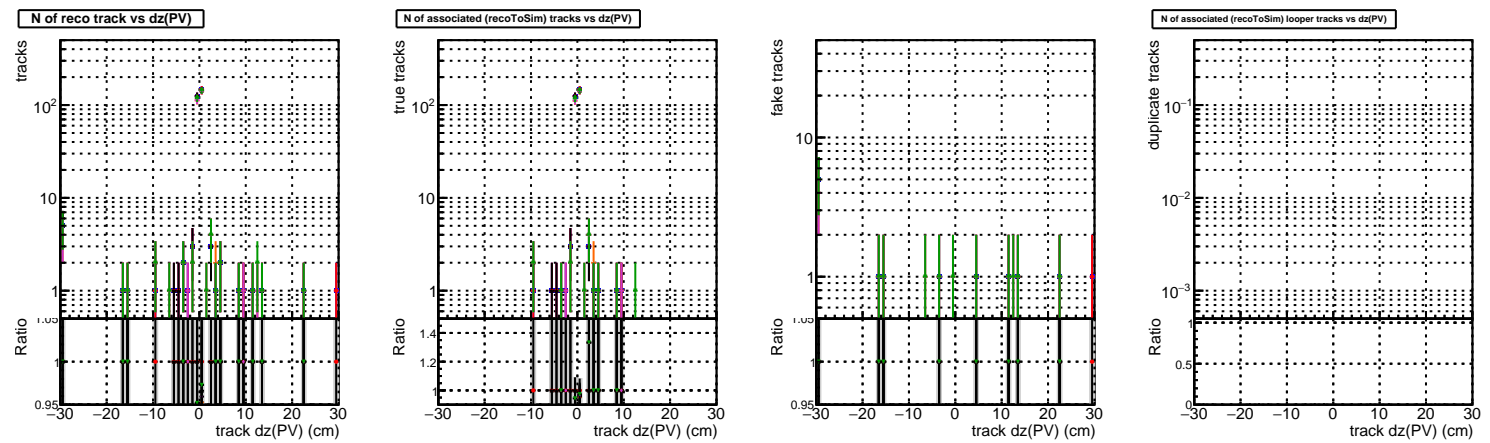 N of reco track vs dz(PV)
tracks
10²
10
1
Ratio
1.05
1
0.95
−30 −20 −10 0 10 20 30
track dz(PV) (cm)
N of associated (recoToSim) tracks vs dz(PV)
true tracks
10²
10
1
Ratio
1.4
1.2
1
−30 −20 −10 0 10 20 30
track dz(PV) (cm)
fake tracks
10
1
Ratio
1.05
1
0.95
−30 −20 −10 0 10 20 30
track dz(PV) (cm)
N of associated (recoToSim) looper tracks vs dz(PV)
duplicate tracks
10⁻¹
10⁻²
10⁻³
Ratio
1
0.5
0
−30 −20 −10 0 10 20 30
track dz(PV) (cm)